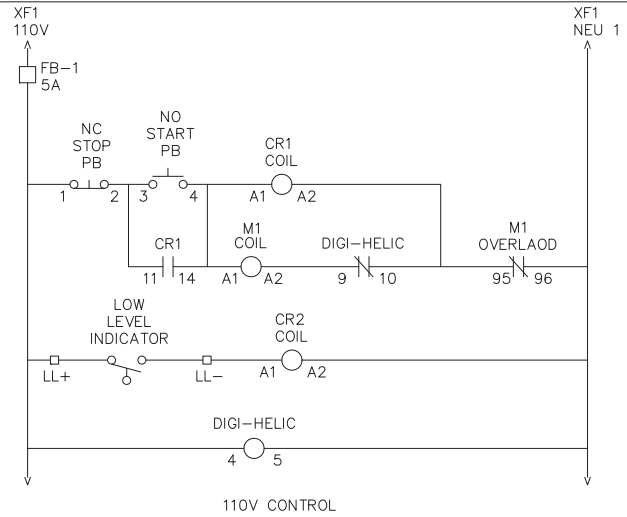 XF1
110V
XF1
NEU 1
FB-1
5A
NC
STOP
PB
NO
START
PB
CR1
COIL
1
2
3
4
A1
A2
CR1
M1
COIL
DIGI-HELIC
M1
OVERLAOD
11
14
A1
A2
9
10
95
96
LOW
LEVEL
INDICATOR
CR2
COIL
LL+
LL-
A1
A2
DIGI-HELIC
4
5
110V CONTROL